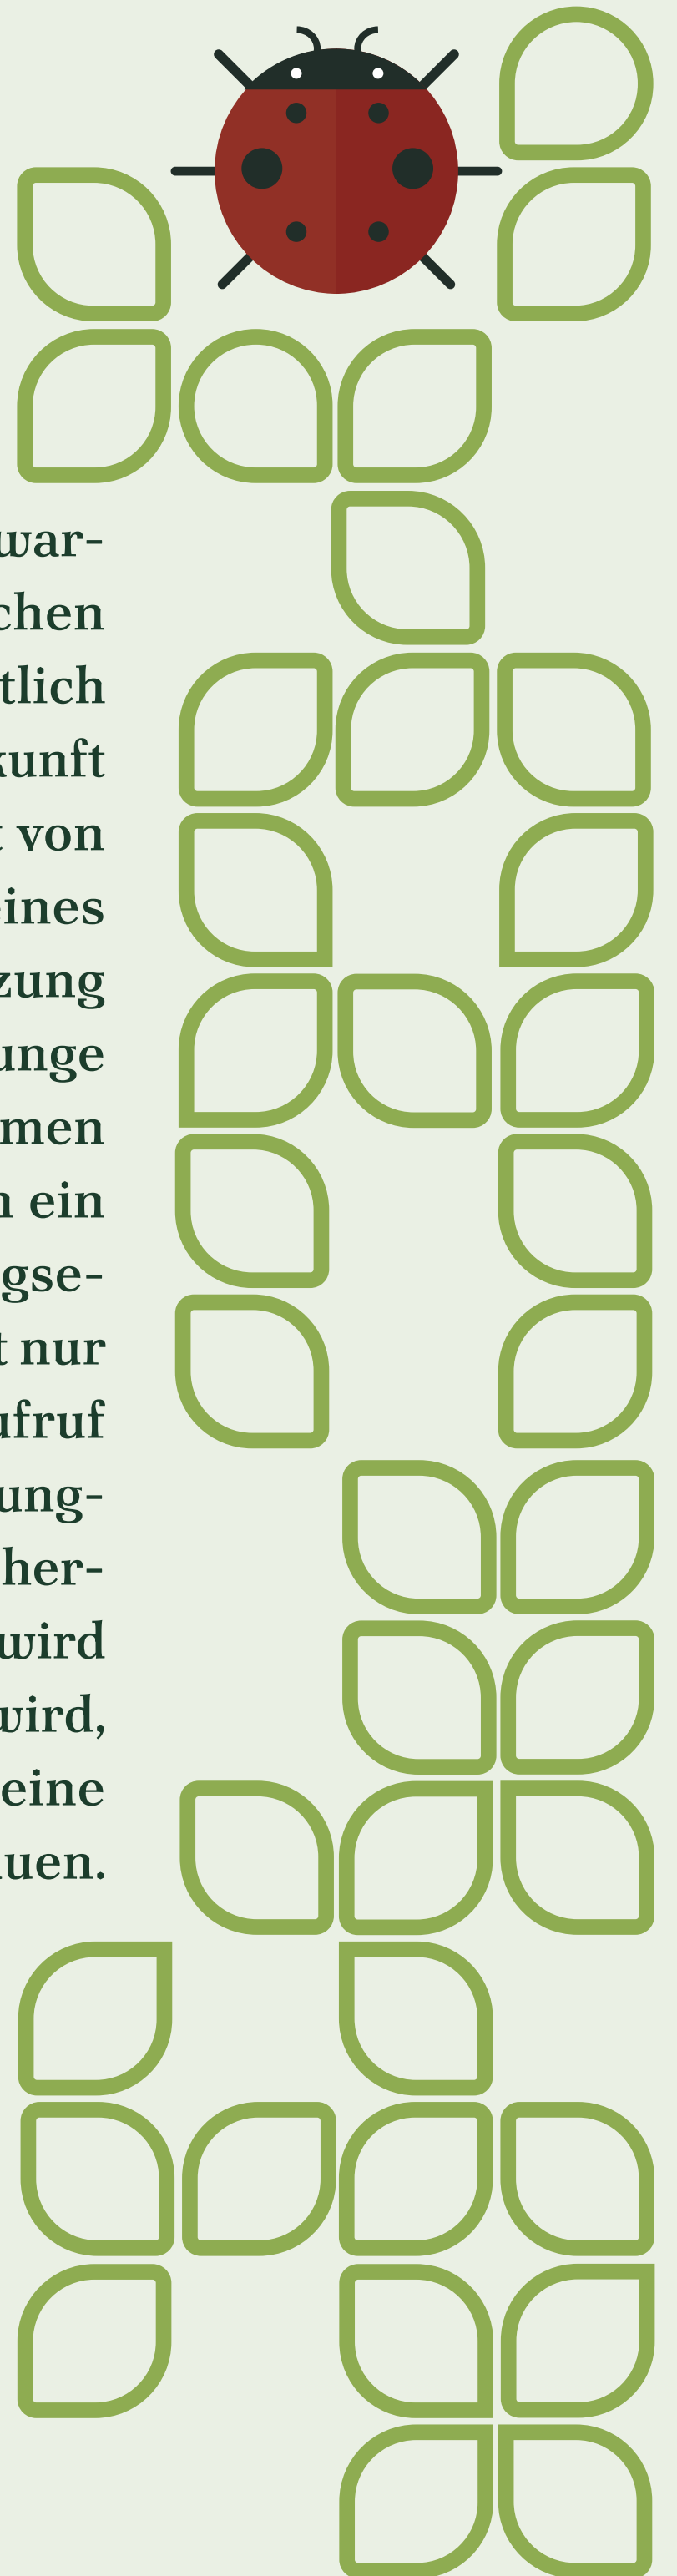 war-
chen
tlich
kunft
von
eines
zung
unge
men
ein
gse-
nur
ufruf
ung-
her-
wird
wird,
eine
uen.